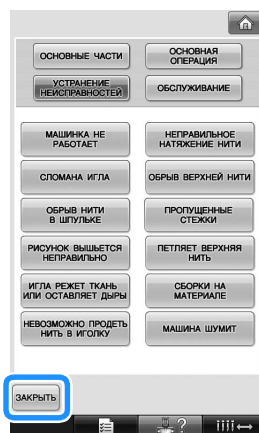 ОСНОВНЫЕ ЧАСТИ
ОСНОВНАЯ
ОПЕРАЦИЯ
УСТРАНЕНИЕ
НЕИСПРАВНОСТЕЙ
ОБСЛУЖИВАНИЕ
МАШИНКА НЕ
РАБОТАЕТ
НЕПРАВИЛЬНОЕ
НАТЯЖЕНИЕ НИТИ
СЛОМАНА ИГЛА
ОБРЫВ ВЕРХНЕЙ НИТИ
ОБРЫВ НИТИ
В ШПУЛЬКЕ
ПРОПУЩЕННЫЕ
СТЕЖКИ
РИСУНОК ВЫШЬЕТСЯ
НЕПРАВИЛЬНО
ПЕТЛЯЕТ ВЕРХНЯЯ
НИТЬ
ИГЛА РЕЖЕТ ТКАНЬ
ИЛИ ОСТАВЛЯЕТ ДЫРЫ
СБОРКИ НА
МАТЕРИАЛЕ
НЕВОЗМОЖНО ПРОДЕТЬ
НИТЬ В ИГОЛКУ
МАШИНА ШУМИТ
ЗАКРЫТЬ
?